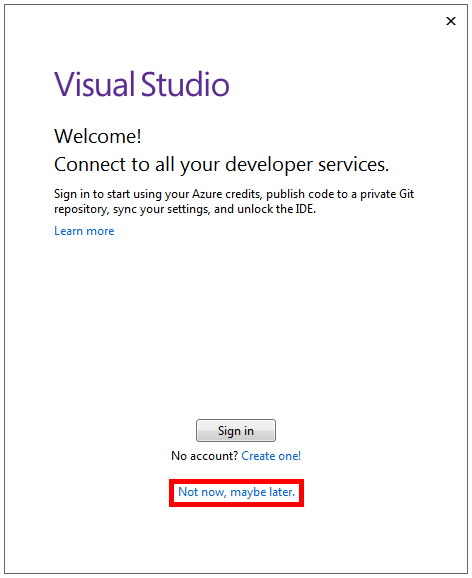 Visual Studio
Welcome!
Connect to all your developer services.
Sign in to start using your Azure credits, publish code to a private Git
repository, sync your settings, and unlock the IDE.
Learn more
Sign in
No account? Create one!
Not now, maybe later.